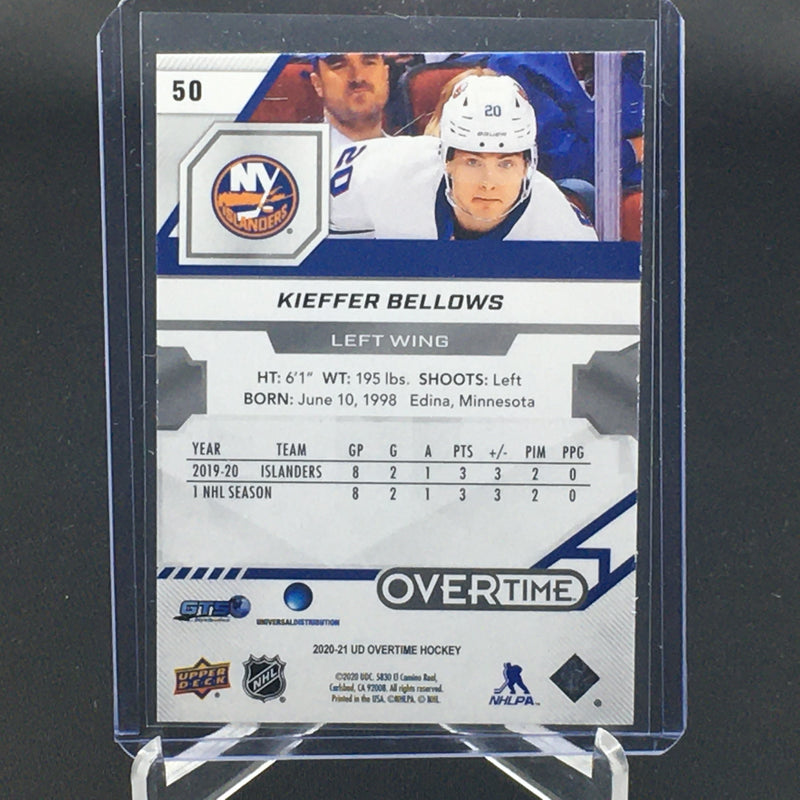 50
20
BAUER
20
20
NY
ISLANDERS
KIEFFER BELLOWS
LEFT WING
HT: 6'1" WT: 195 lbs. SHOOTS: Left
BORN: June 10, 1998 Edina, Minnesota
YEAR TEAM GP G A PTS +/- PIM PPG
2019-20 ISLANDERS 8 2 1 3 3 2 0
1 NHL SEASON 8 2 1 3 3 2 0
OVERTIME
GTS
UNIVERSALDISTRIBUTION
2020-21 UD OVERTIME HOCKEY
©2020 UDC. 5830 El Camino Real,
Carlsbad, CA 92008. All rights reserved.
Printed in the USA. ©NHLPA. © NHL.
UPPER
DECK
NHL
NHLPA